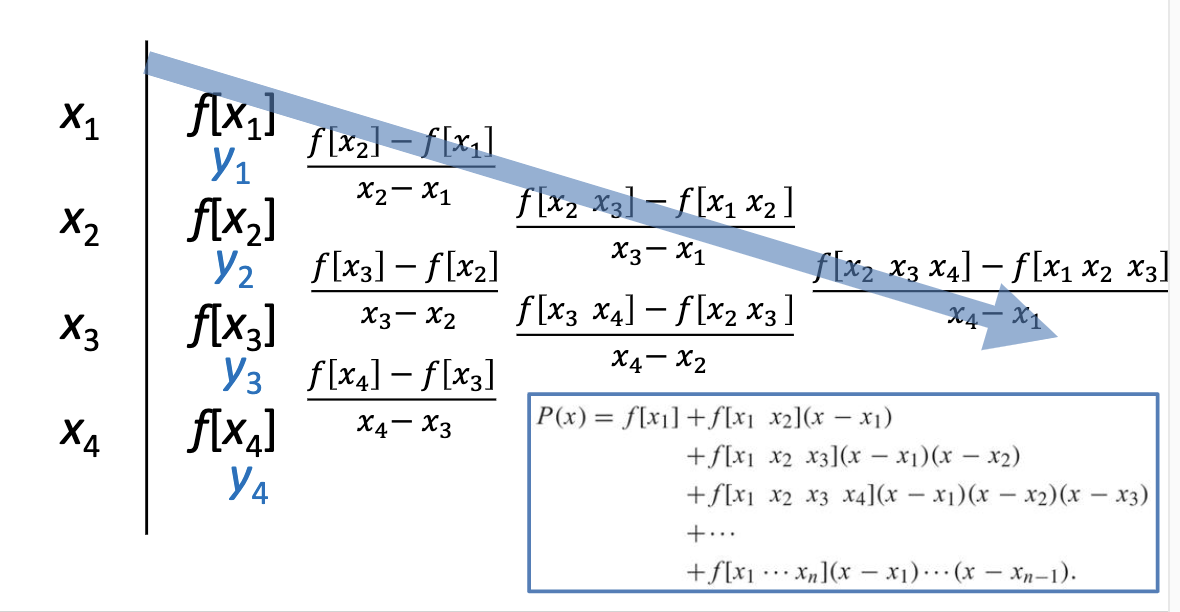 x₁ f[x₁]
y₁
f[x₂] − f[x₁]
x₂− x₁
x₂ f[x₂]
y₂
f[x₂ x₃] − f[x₁ x₂]
x₃− x₁
f[x₃] − f[x₂]
x₃− x₂
f[x₂ x₃ x₄] − f[x₁ x₂ x₃]
x₄− x₁
x₃ f[x₃]
y₃
f[x₃ x₄] − f[x₂ x₃]
x₄− x₂
f[x₄] − f[x₃]
x₄− x₃
x₄ f[x₄]
y₄
P(x) = f[x₁] + f[x₁ x₂](x − x₁)
+ f[x₁ x₂ x₃](x − x₁)(x − x₂)
+ f[x₁ x₂ x₃ x₄](x − x₁)(x − x₂)(x − x₃)
+ ⋯
+ f[x₁ ⋯ xₙ](x − x₁)⋯(x − xₙ₋₁).